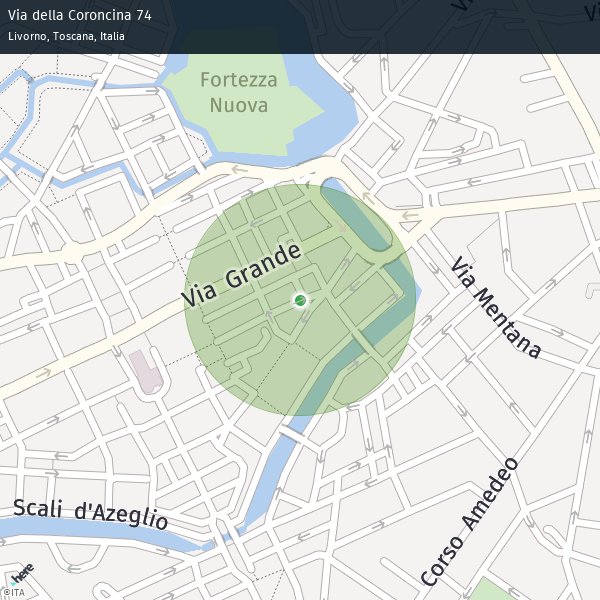 Via della Coroncina 74
Livorno, Toscana, Italia
Vi
Fortezza
Nuova
Via Grande
Via Mentana
Scali d'Azeglio
Corso Amedeo
here
©ITA